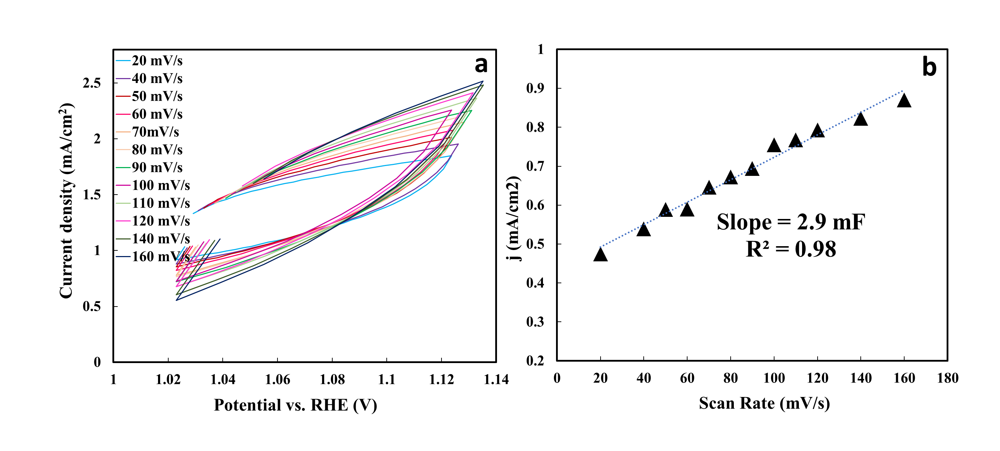 a
20 mV/s
40 mV/s
50 mV/s
60 mV/s
70mV/s
80 mV/s
90 mV/s
100 mV/s
110 mV/s
120 mV/s
140 mV/s
160 mV/s
2.5
2
1.5
1
0.5
0
Current density (mA/cm²)
1 1.02 1.04 1.06 1.08 1.1 1.12 1.14
Potential vs. RHE (V)
b
1
0.9
0.8
0.7
0.6
0.5
0.4
0.3
0.2
j (mA/cm2)
Slope = 2.9 mF
R² = 0.98
0 20 40 60 80 100 120 140 160 180
Scan Rate (mV/s)